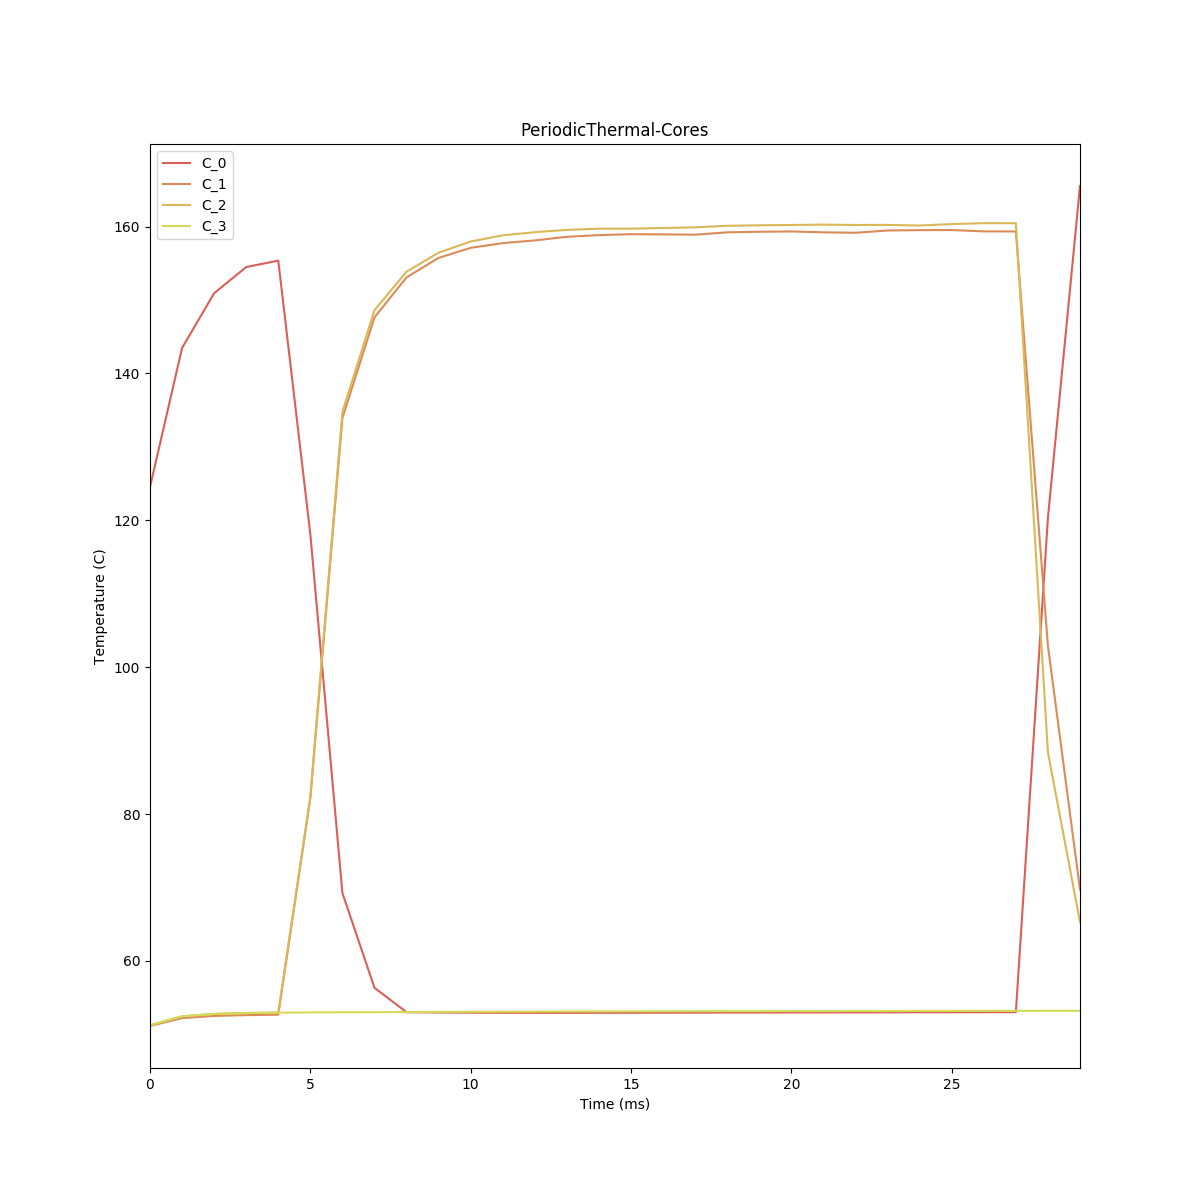 PeriodicThermal-Cores
C_0
C_1
C_2
C_3
160
140
120
100
80
60
Temperature (C)
0 5 10 15 20 25
Time (ms)